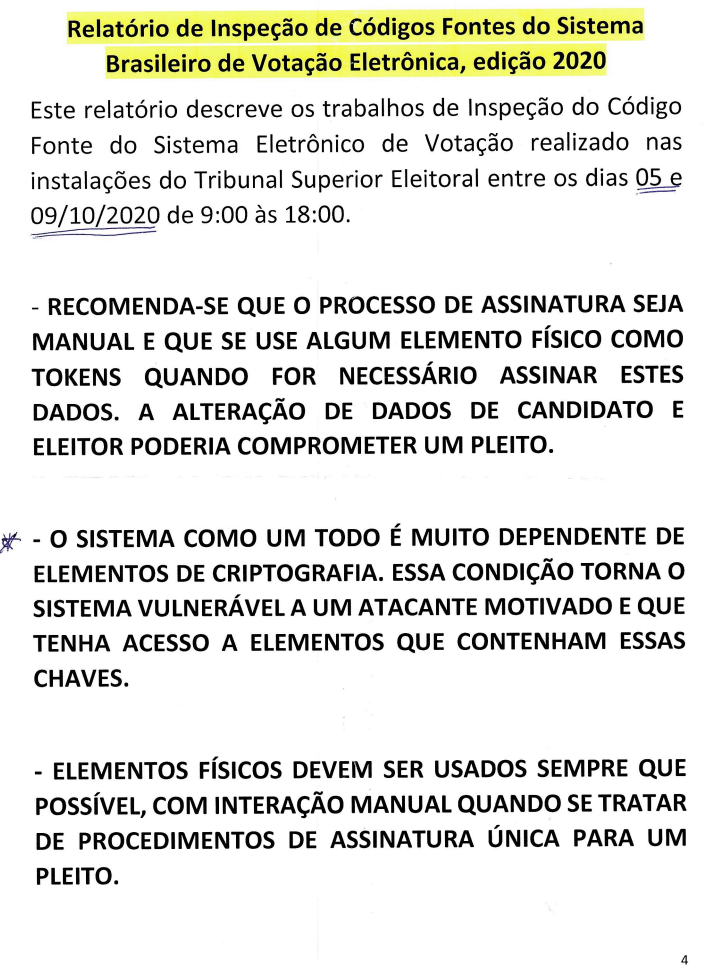 Relatório de Inspeção de Códigos Fontes do Sistema
Brasileiro de Votação Eletrônica, edição 2020
Este relatório descreve os trabalhos de Inspeção do Código
Fonte do Sistema Eletrônico de Votação realizado nas
instalações do Tribunal Superior Eleitoral entre os dias 05 e
09/10/2020 de 9:00 às 18:00.
- RECOMENDA-SE QUE O PROCESSO DE ASSINATURA SEJA
MANUAL E QUE SE USE ALGUM ELEMENTO FÍSICO COMO
TOKENS QUANDO FOR NECESSÁRIO ASSINAR ESTES
DADOS. A ALTERAÇÃO DE DADOS DE CANDIDATO E
ELEITOR PODERIA COMPROMETER UM PLEITO.
- O SISTEMA COMO UM TODO É MUITO DEPENDENTE DE
ELEMENTOS DE CRIPTOGRAFIA. ESSA CONDIÇÃO TORNA O
SISTEMA VULNERÁVEL A UM ATACANTE MOTIVADO E QUE
TENHA ACESSO A ELEMENTOS QUE CONTENHAM ESSAS
CHAVES.
- ELEMENTOS FÍSICOS DEVEM SER USADOS SEMPRE QUE
POSSÍVEL, COM INTERAÇÃO MANUAL QUANDO SE TRATAR
DE PROCEDIMENTOS DE ASSINATURA ÚNICA PARA UM
PLEITO.
4